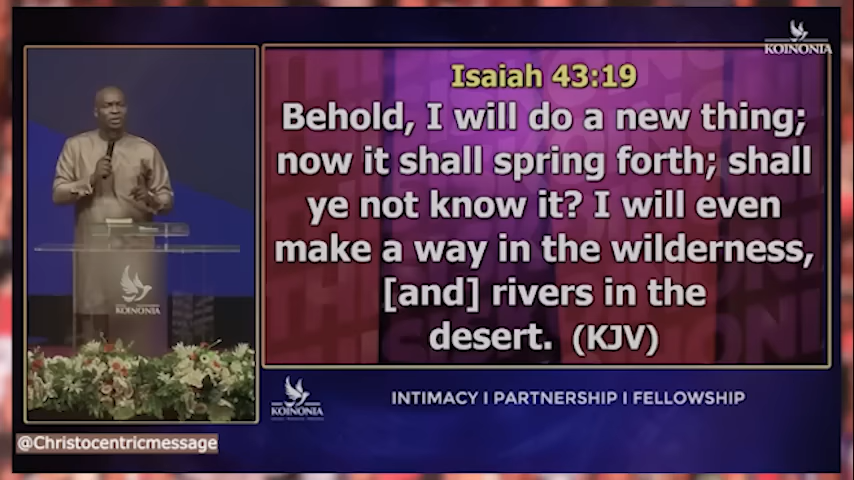 KOINONIA
Isaiah 43:19
Behold, I will do a new thing;
now it shall spring forth; shall
ye not know it? I will even
make a way in the wilderness,
[and] rivers in the
desert. (KJV)
KOINONIA
KOINONIA
INTIMACY I PARTNERSHIP I FELLOWSHIP
@Christocentricmessage